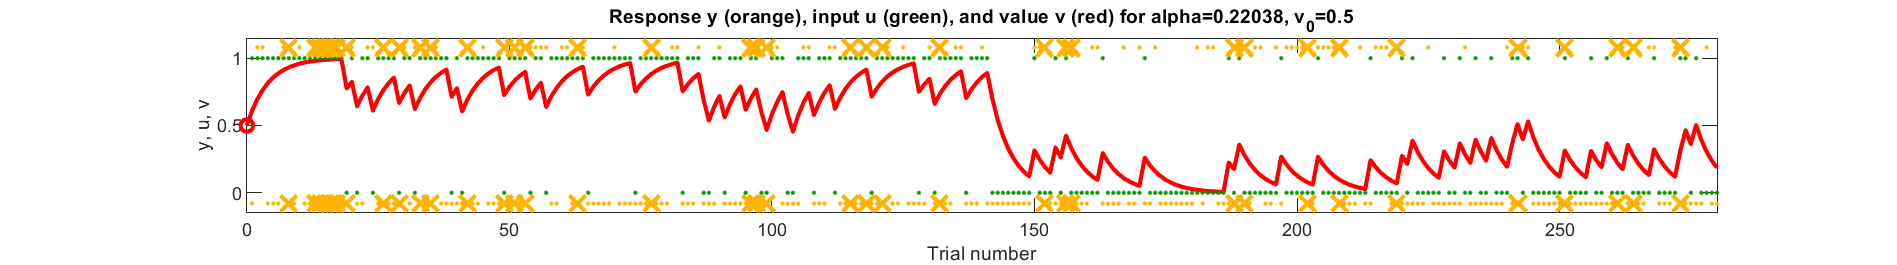 Response y (orange), input u (green), and value v (red) for alpha=0.22038, v0=0.5
y, u, v
1
0.5
0
0 50 100 150 200 250
Trial number